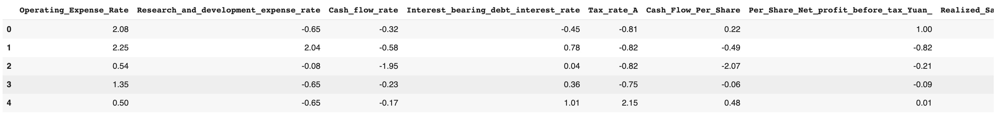 Operating_Expense_Rate Research_and_development_expense_rate Cash_flow_rate Interest_bearing_debt_interest_rate Tax_rate_A Cash_Flow_Per_Share Per_Share_Net_profit_before_tax_Yuan_ Realized_Sa
0 2.08 -0.65 -0.32 -0.45 -0.81 0.22 1.00
1 2.25 2.04 -0.58 0.78 -0.82 -0.49 -0.82
2 0.54 -0.08 -1.95 0.04 -0.82 -2.07 -0.21
3 1.35 -0.65 -0.23 0.36 -0.75 -0.06 -0.09
4 0.50 -0.65 -0.17 1.01 2.15 0.48 0.01